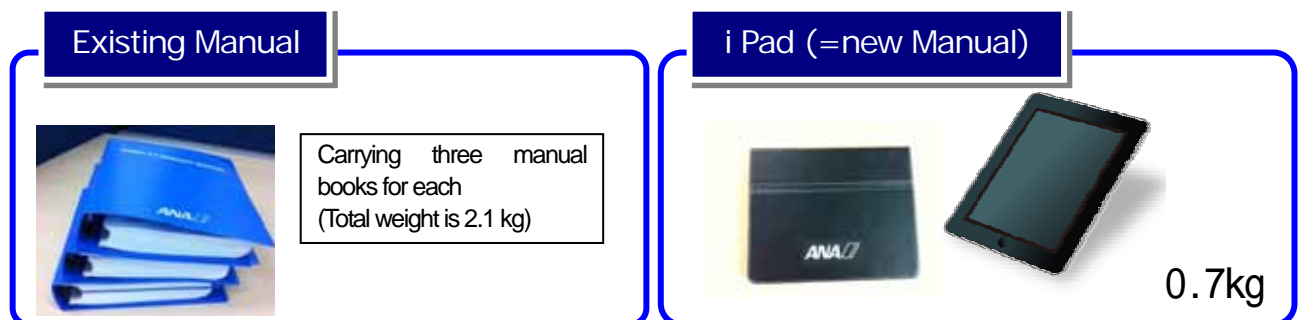 Existing Manual
Carrying three manual
books for each
(Total weight is 2.1 kg)
ANA
i Pad (=new Manual)
ANA
0.7kg